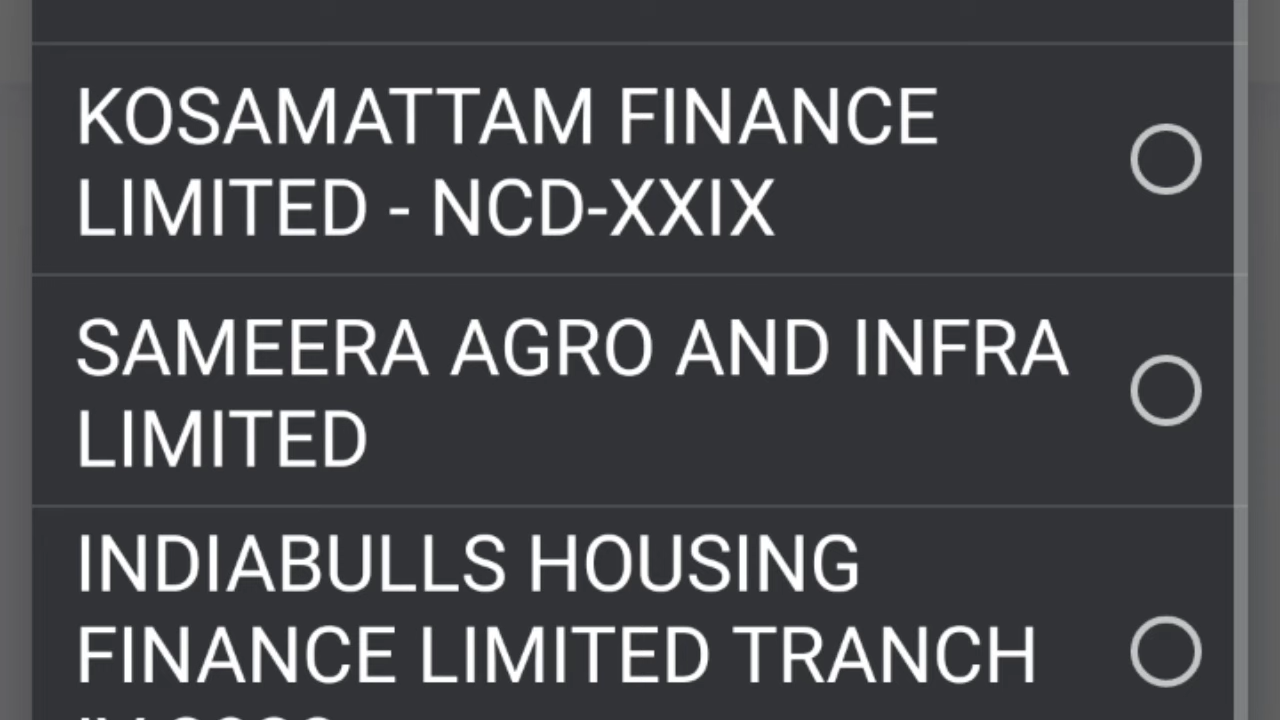 KOSAMATTAM FINANCE
LIMITED - NCD-XXIX
SAMEERA AGRO AND INFRA
LIMITED
INDIABULLS HOUSING
FINANCE LIMITED TRANCH